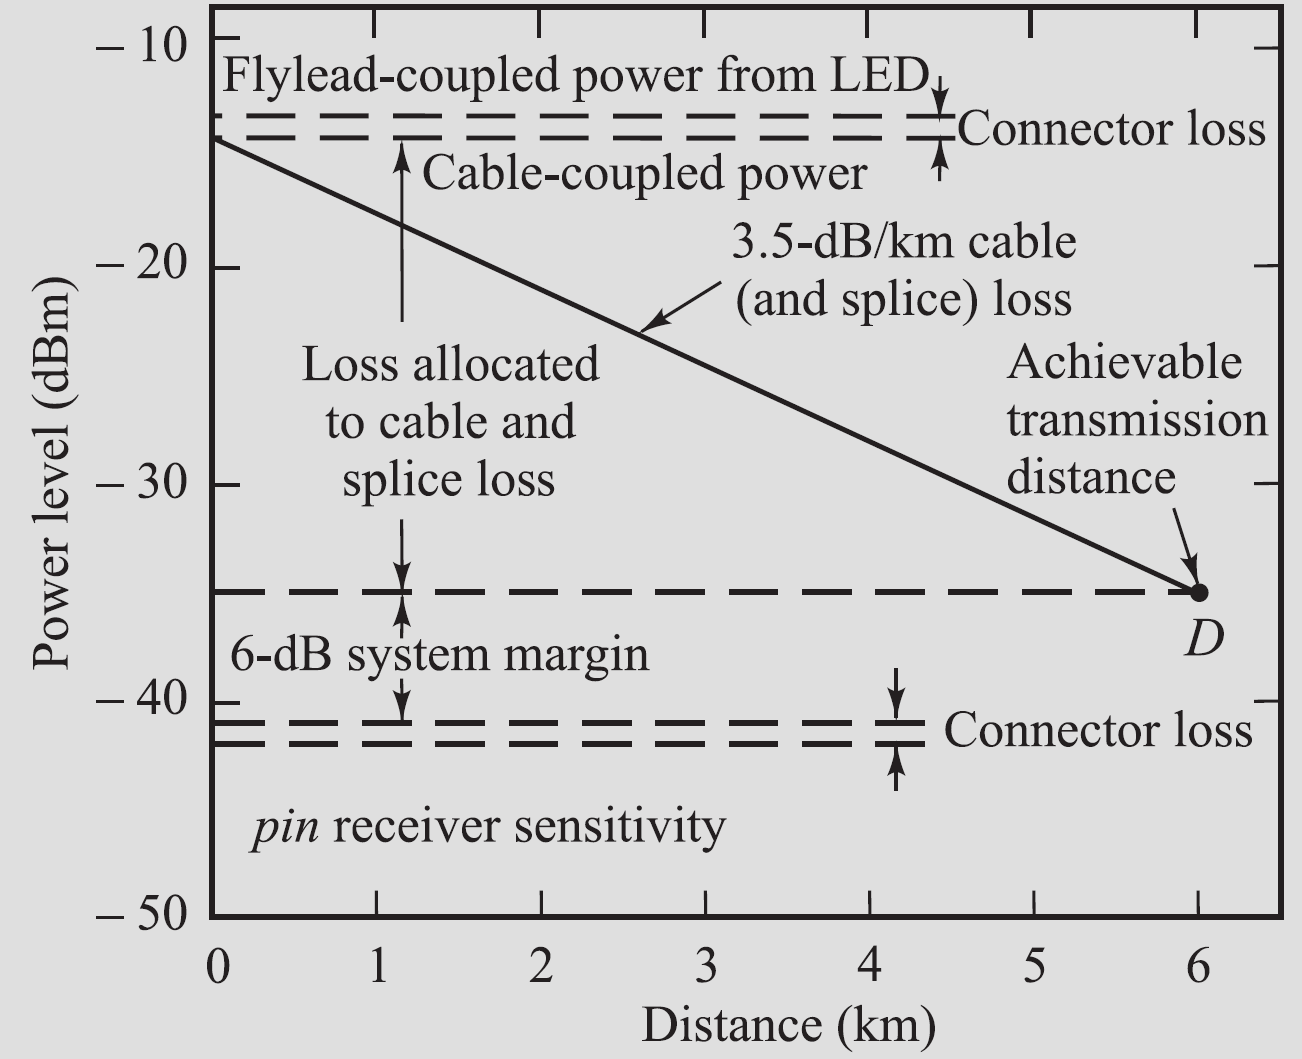 – 10
Flylead-coupled power from LED
Connector loss
Cable-coupled power
3.5-dB/km cable
(and splice) loss
– 20
Loss allocated
to cable and
splice loss
Achievable
transmission
distance
– 30
Power level (dBm)
D
6-dB system margin
– 40
Connector loss
pin receiver sensitivity
– 50
0 1 2 3 4 5 6
Distance (km)